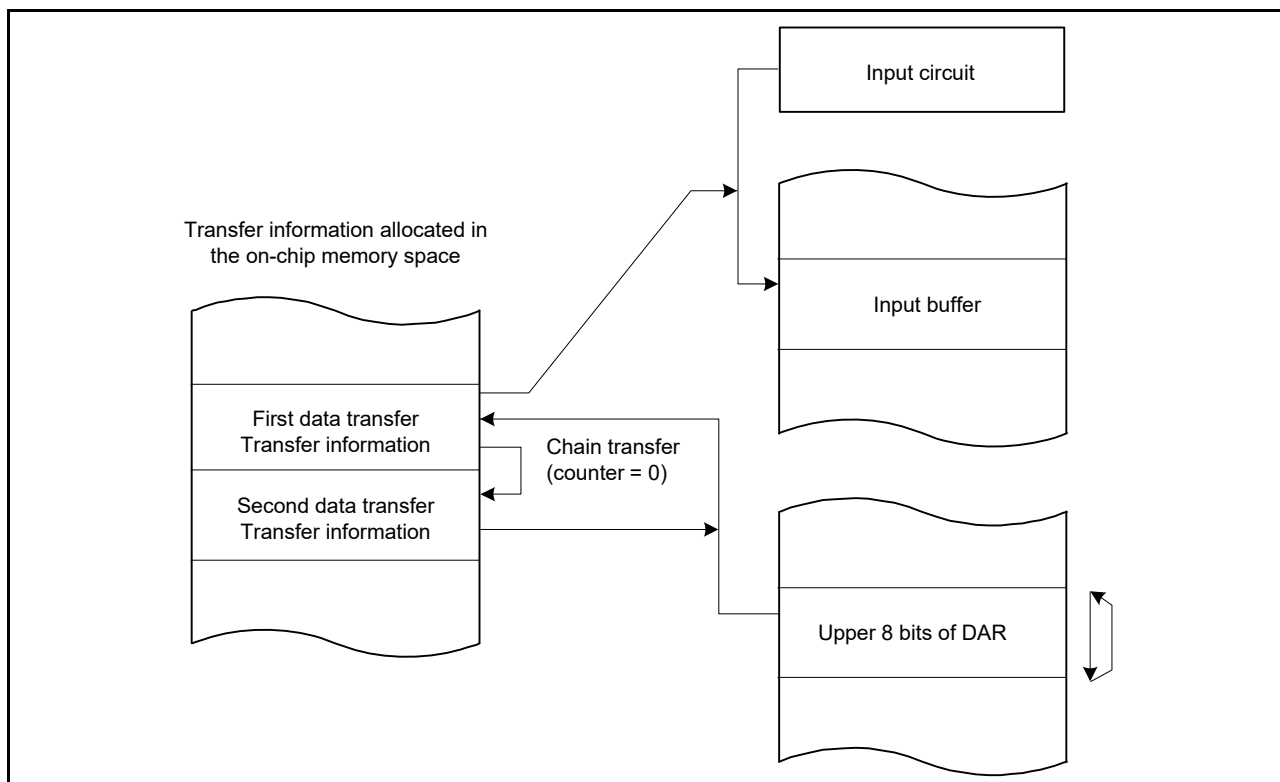 Input circuit
Transfer information allocated in
the on-chip memory space
Input buffer
First data transfer
Transfer information
Chain transfer
(counter = 0)
Second data transfer
Transfer information
Upper 8 bits of DAR